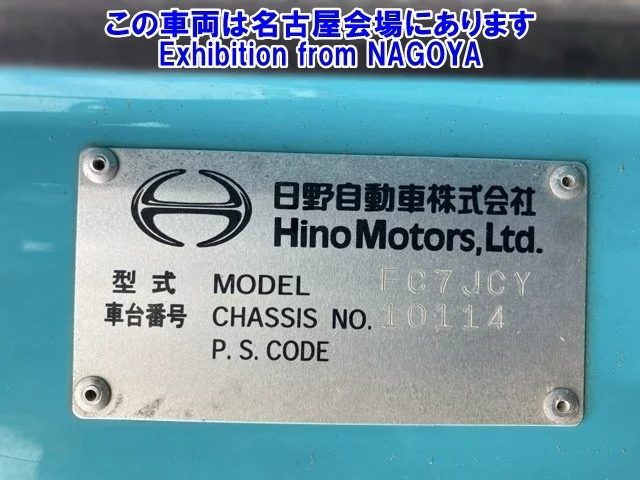 この車両は名古屋会場にあります
Exhibition from NAGOYA
日野自動車株式会社
Hino Motors, Ltd.
型式 MODEL FC7JCY
車台番号 CHASSIS NO. 10114
P. S. CODE